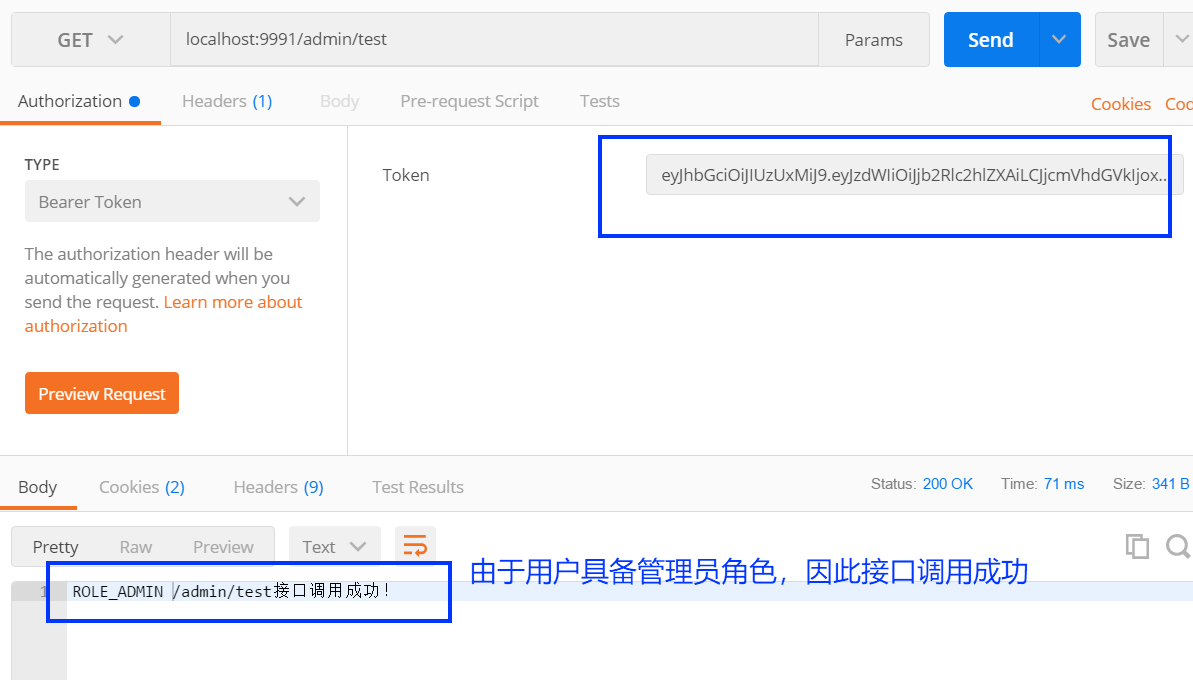 GET
localhost:9991/admin/test
Params
Send
Save
Authorization
Headers (1)
Body
Pre-request Script
Tests
Cookies
Coo
TYPE
Bearer Token
The authorization header will be
automatically generated when you
send the request. Learn more about
authorization
Preview Request
Token
eyJhbGciOiJIUzUxMiJ9.eyJzdWIiOiJjb2Rlc2hlZXAiLCJjcmVhdGVkIjox...
Body
Cookies (2)
Headers (9)
Test Results
Status: 200 OK
Time: 71 ms
Size: 341 B
Pretty
Raw
Preview
Text
由于用户具备管理员角色，因此接口调用成功
1
ROLE_ADMIN /admin/test接口调用成功！